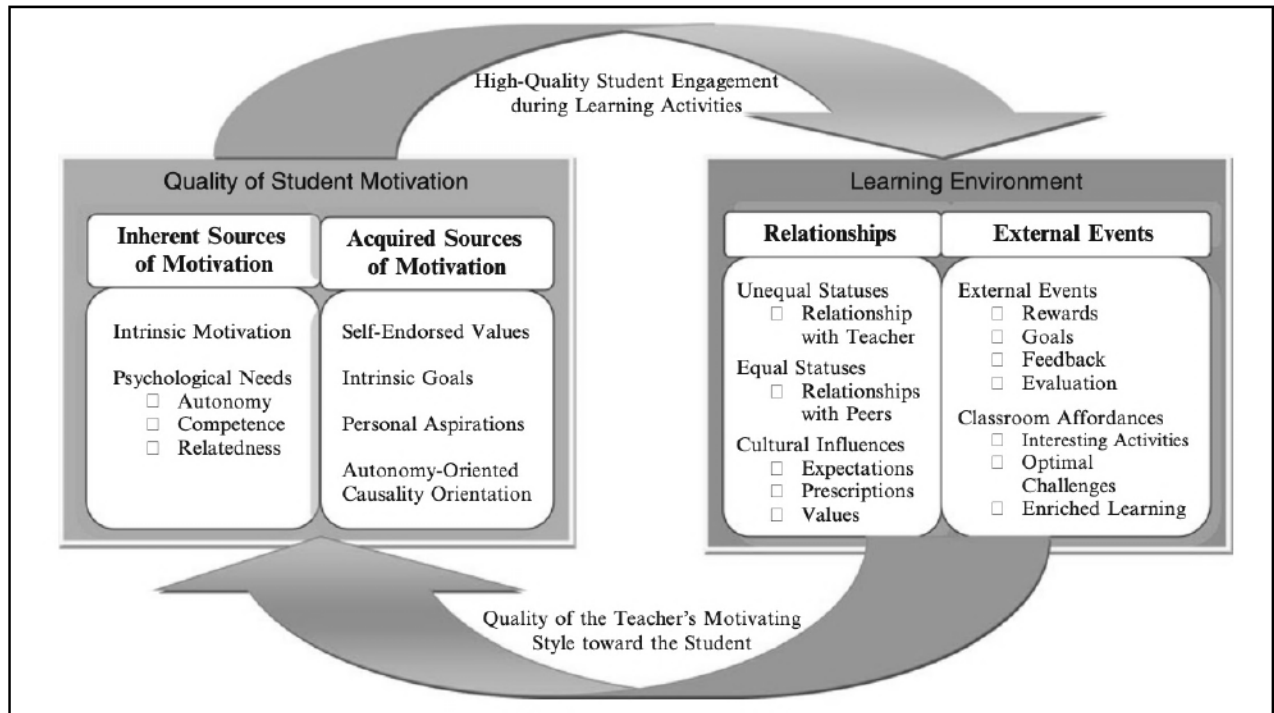 High-Quality Student Engagement
during Learning Activities
Quality of Student Motivation
Inherent Sources
of Motivation
Acquired Sources
of Motivation
Intrinsic Motivation
Psychological Needs
□ Autonomy
□ Competence
□ Relatedness
Self-Endorsed Values
Intrinsic Goals
Personal Aspirations
Autonomy-Oriented
Causality Orientation
Learning Environment
Relationships
External Events
Unequal Statuses
□ Relationship
with Teacher
Equal Statuses
□ Relationships
with Peers
Cultural Influences
□ Expectations
□ Prescriptions
□ Values
External Events
□ Rewards
□ Goals
□ Feedback
□ Evaluation
Classroom Affordances
□ Interesting Activities
□ Optimal
Challenges
□ Enriched Learning
Quality of the Teacher's Motivating
Style toward the Student